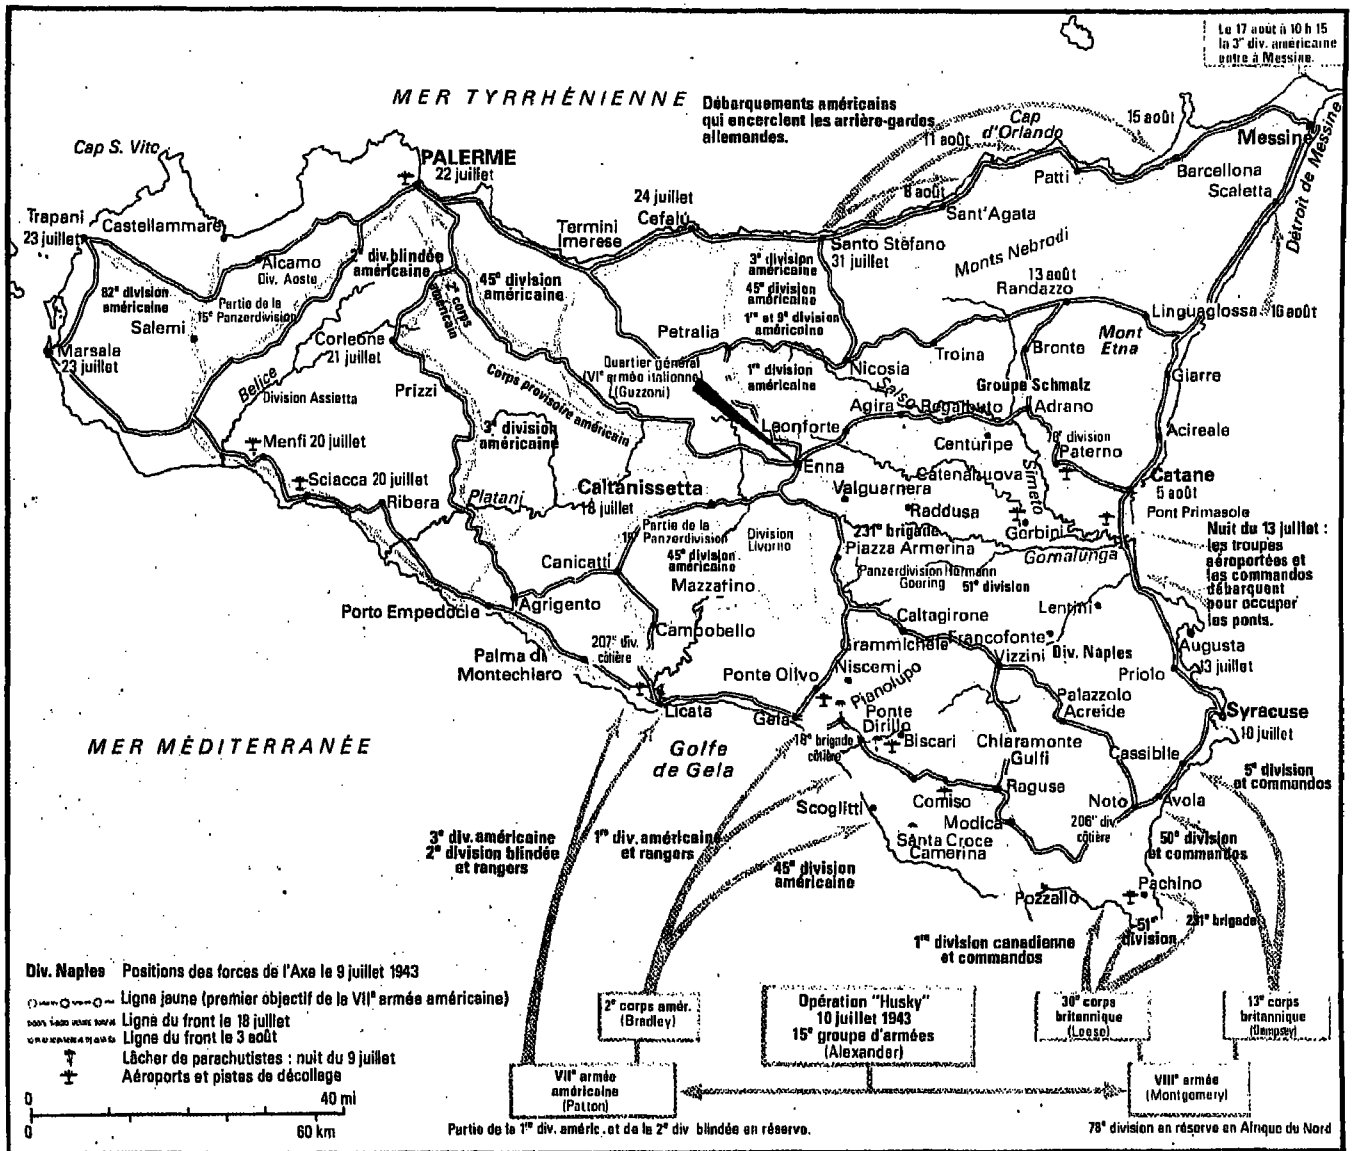 Le 17 août à 10 h 15
la 3e div. américaine
entre à Messine.
MER TYRRHÉNIENNE
Débarquements américains
qui encerclent les arrière-gardes
allemandes.
Cap
d'Orlando
11 août
15 août
8 août
Messine
Détroit de Messine
Cap S. Vito
PALERME
22 juillet
Trapani
23 juillet
Castellammare
24 juillet
Cefalù
Termini
Imerese
Patti
Barcellona
Scaletta
Sant'Agata
Santo Stéfano
31 juillet
Monts Nebrodi
13 août
Randazzo
Alcamo
Div. Aoste
2e div. blindée
américaine
45e division
américaine
2e corps
américain
3e division
américaine
45e division
américaine
1re et 9e division
américaine
82e division
américaine
Partie de la
15e Panzerdivision
Salemi
Linguaglossa
16 août
Marsala
23 juillet
Corleone
21 juillet
Petralia
Mont
Etna
Troina
Bronte
Nicosia
Giarre
Quartier général
(VIe armée italienne)
(Guzzoni)
1re division
américaine
Salso
Groupe Schmalz
Belice
Division Assietta
Prizzi
Corps provisoire américain
Agira
Regalbuto
Adrano
3e division
américaine
Leonforte
Centuripe
78e division
Paterno
Acireale
Menfi 20 juillet
Enna
Catenanuova
Simeto
Catane
5 août
Sciacca 20 juillet
Ribera
Platani
Caltanissetta
18 juillet
Valguarnera
Raddusa
Gerbini
Pont Primasole
Partie de la
15e Panzerdivision
Division
Livorno
231e brigade
Gornalunga
Nuit du 13 juillet :
les troupes
aéroportées et
les commandos
débarquent
pour occuper
les ponts.
Canicatti
45e division
américaine
Mazzarino
Piazza Armerina
Panzerdivision Hermann
Goering
51e division
Porto Empedocle
Agrigento
Campobello
Caltagirone
Lentini
207e div.
côtière
Grammichele
Francofonte
Vizzini
Div. Naples
Augusta
13 juillet
Palma di
Montechiaro
Ponte Olivo
Niscemi
Priolo
Licata
Gela
Pianolupo
Ponte
Dirillo
Biscari
Palazzolo
Acreide
Syracuse
10 juillet
MER MÉDITERRANÉE
Golfe
de Gela
18e brigade
côtière
Chiaramonte
Gulfi
Cassibile
5e division
et commandos
Scoglitti
Comiso
Raguse
Noto
Avola
Modica
206e div.
côtière
Santa Croce
Camerina
3e div. américaine
2e division blindée
et rangers
1re div. américaine
et rangers
45e division
américaine
50e division
et commandos
Pozzallo
Pachino
51e
division
231e brigade
1re division canadienne
et commandos
Div. Naples Positions des forces de l'Axe le 9 juillet 1943
Ligne jaune (premier objectif de la VIIe armée américaine)
Ligne du front le 18 juillet
Ligne du front le 3 août
Lâcher de parachutistes : nuit du 9 juillet
Aéroports et pistes de décollage
0 40 mi
0 60 km
2e corps amér.
(Bradley)
Opération "Husky"
10 juillet 1943
15e groupe d'armées
(Alexander)
30e corps
britannique
(Leese)
13e corps
britannique
(Dempsey)
VIIe armée
américaine
(Patton)
VIIIe armée
(Montgomery)
Partie de la 1re div. améric. et de la 2e div blindée en réserve.
78e division en réserve en Afrique du Nord